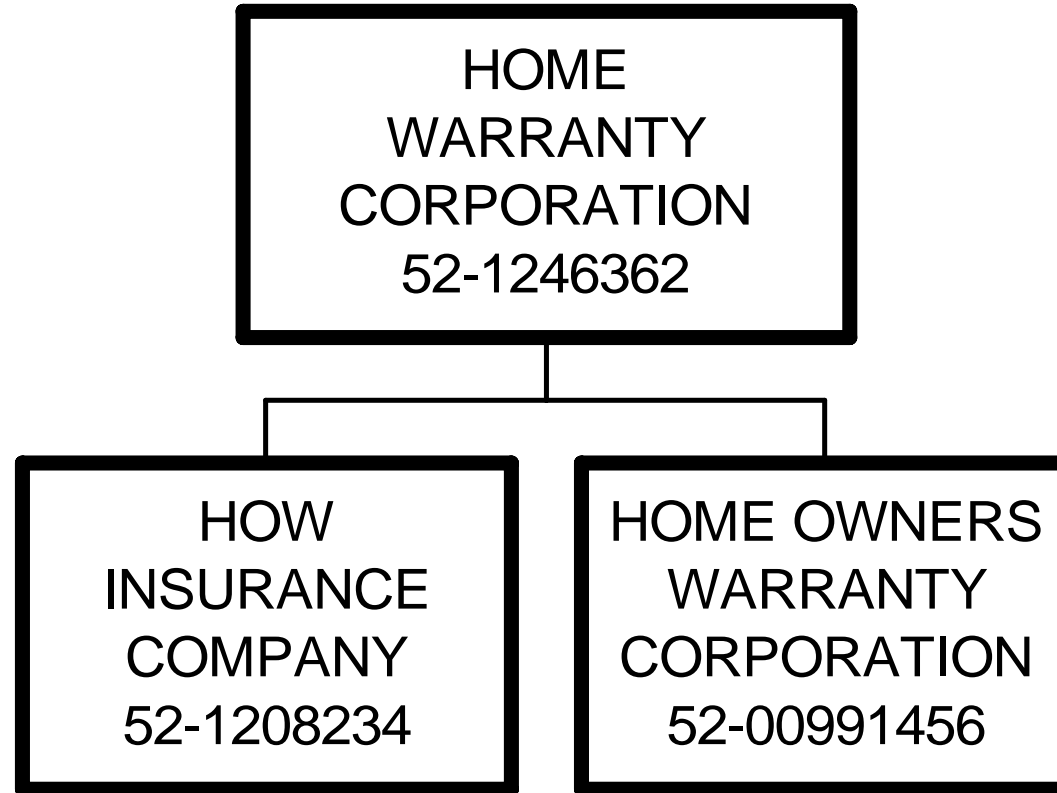 HOME
WARRANTY
CORPORATION
52-1246362
HOW
INSURANCE
COMPANY
52-1208234
HOME OWNERS
WARRANTY
CORPORATION
52-00991456